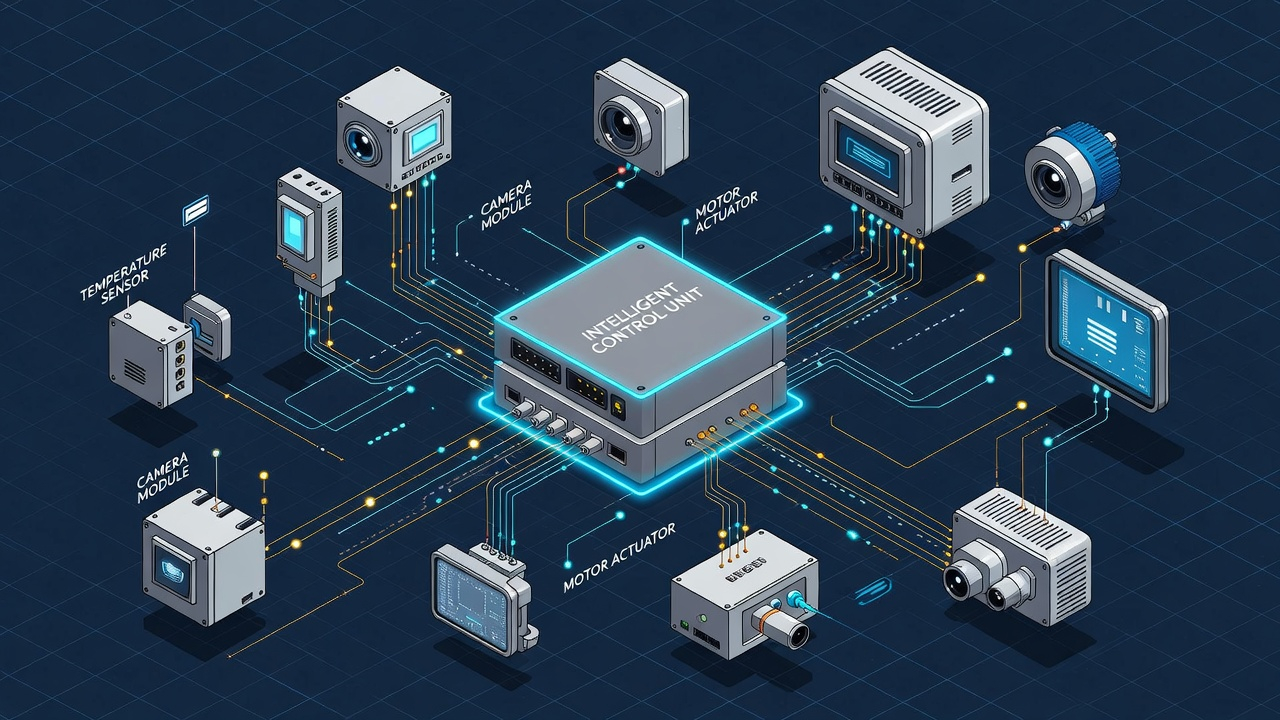 CAMERA
MODULE
MOTOR
ACTUATOR
TEMPERATURE
SENSOR
INTELLIGENT
CONTROL UNIT
CAMERA
MODULE
MOTOR ACTUATOR